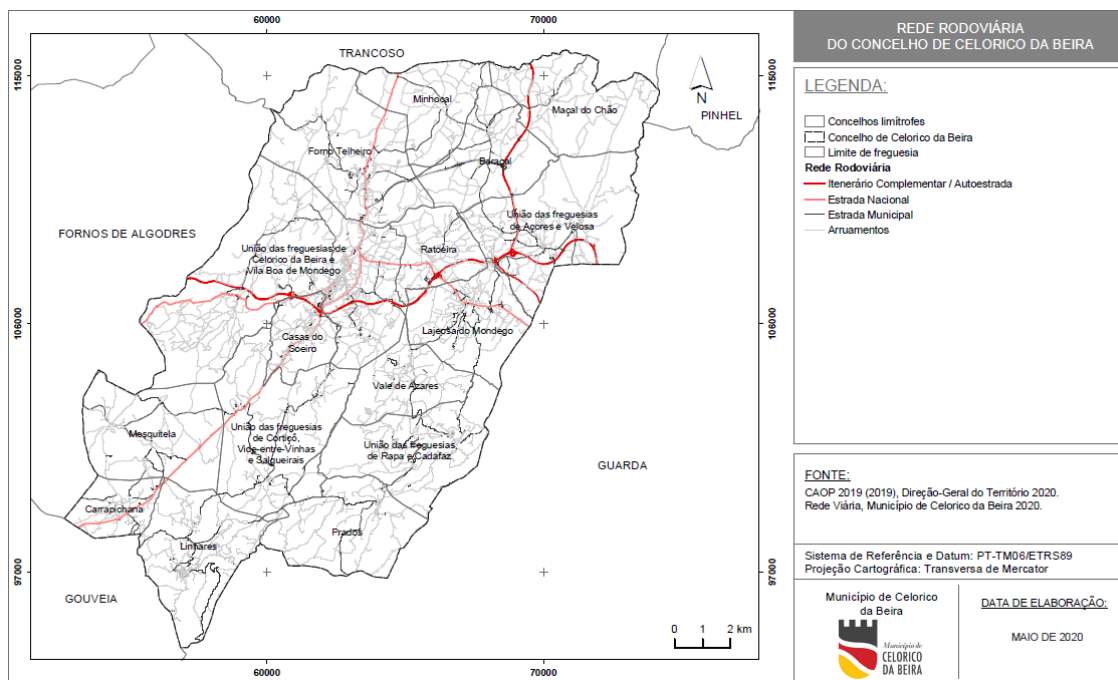 60000
70000
REDE RODOVIÁRIA
DO CONCELHO DE CELORICO DA BEIRA
TRANCOSO
115000
115000
Minhocal
Maçal do Chão
N
PINHEL
Forno Telheiro
Baraçal
FORNOS DE ALGODRES
União das freguesias
de Açores e Velosa
União das freguesias de
Celorico da Beira e
Vila Boa de Mondego
Ratoeira
106000
106000
Casas do
Soeiro
Lajeosa do Mondego
Vale de Azares
Mesquitela
União das freguesias
de Cortiçô,
Vide-entre-Vinhas
e Salgueirais
União das freguesias
de Rapa e Cadafaz
GUARDA
Carrapichana
Prados
Linhares
97000
97000
GOUVEIA
0 1 2 km
60000
70000
LEGENDA:
Concelhos limítrofes
Concelho de Celorico da Beira
Limite de freguesia
Rede Rodoviária
Itenerário Complementar / Autoestrada
Estrada Nacional
Estrada Municipal
Arruamentos
FONTE:
CAOP 2019 (2019), Direção-Geral do Território 2020.
Rede Viária, Município de Celorico da Beira 2020.
Sistema de Referência e Datum: PT-TM06/ETRS89
Projeção Cartográfica: Transversa de Mercator
Município de Celorico
da Beira
Município de
CELORICO
DA BEIRA
DATA DE ELABORAÇÃO:
MAIO DE 2020